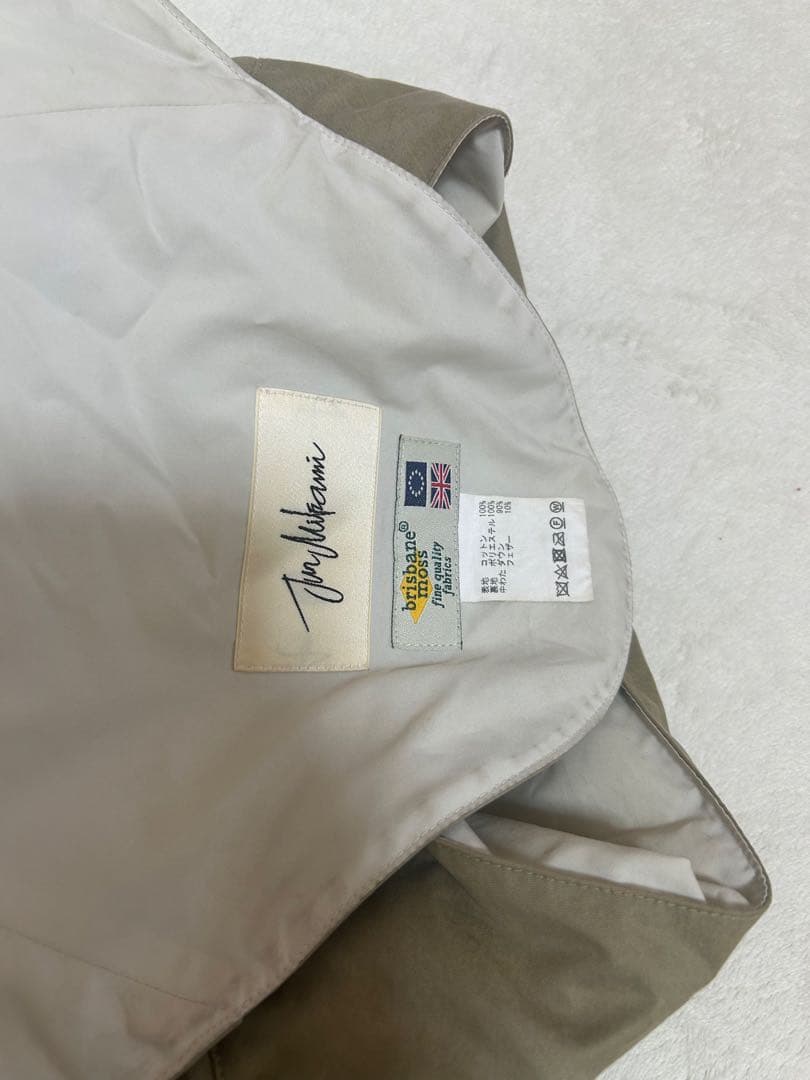 Jun Mikami
brisbane®
moss
fine quality
fabrics
表地 コットン 100%
裏地 ポリエステル 100%
中わた ダウン 90%
フェザー 10%